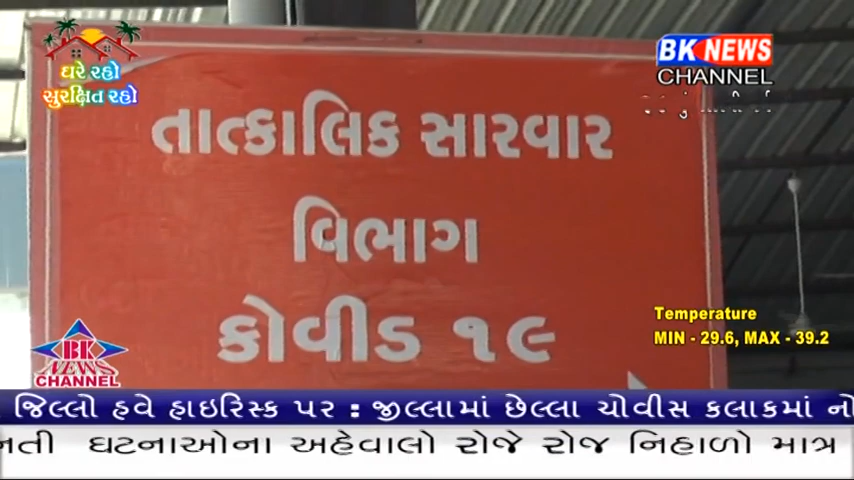 ઘરે રહો
સુરક્ષિત રહો
BK NEWS
CHANNEL
તાત્કાલિક સારવાર
વિભાગ
કોવીડ ૧૯
Temperature
MIN - 29.6, MAX - 39.2
BK
NEWS
CHANNEL
જિલ્લો હવે હાઇરિસ્ક પર : જીલ્લામાં છેલ્લા ચોવીસ કલાકમાં
ઘટનાઓના અહેવાલો રોજે રોજ નિહાળો માત્ર